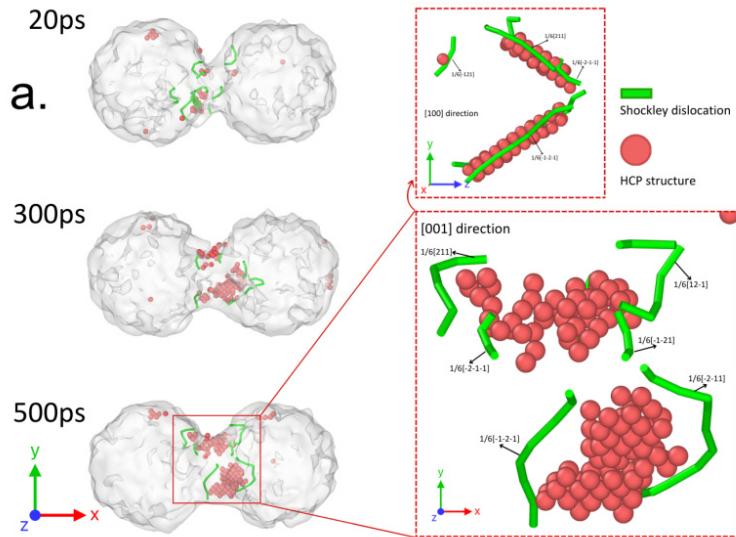 20ps
a.
300ps
500ps
y
z
x
1/6[211]
1/6[-121]
1/6[-2-1-1]
[100] direction
1/6[-1-2-1]
y
x
z
Shockley dislocation
HCP structure
[001] direction
1/6[211]
1/6[12-1]
1/6[-2-1-1]
1/6[-1-21]
1/6[-2-11]
1/6[-1-2-1]
y
z
x